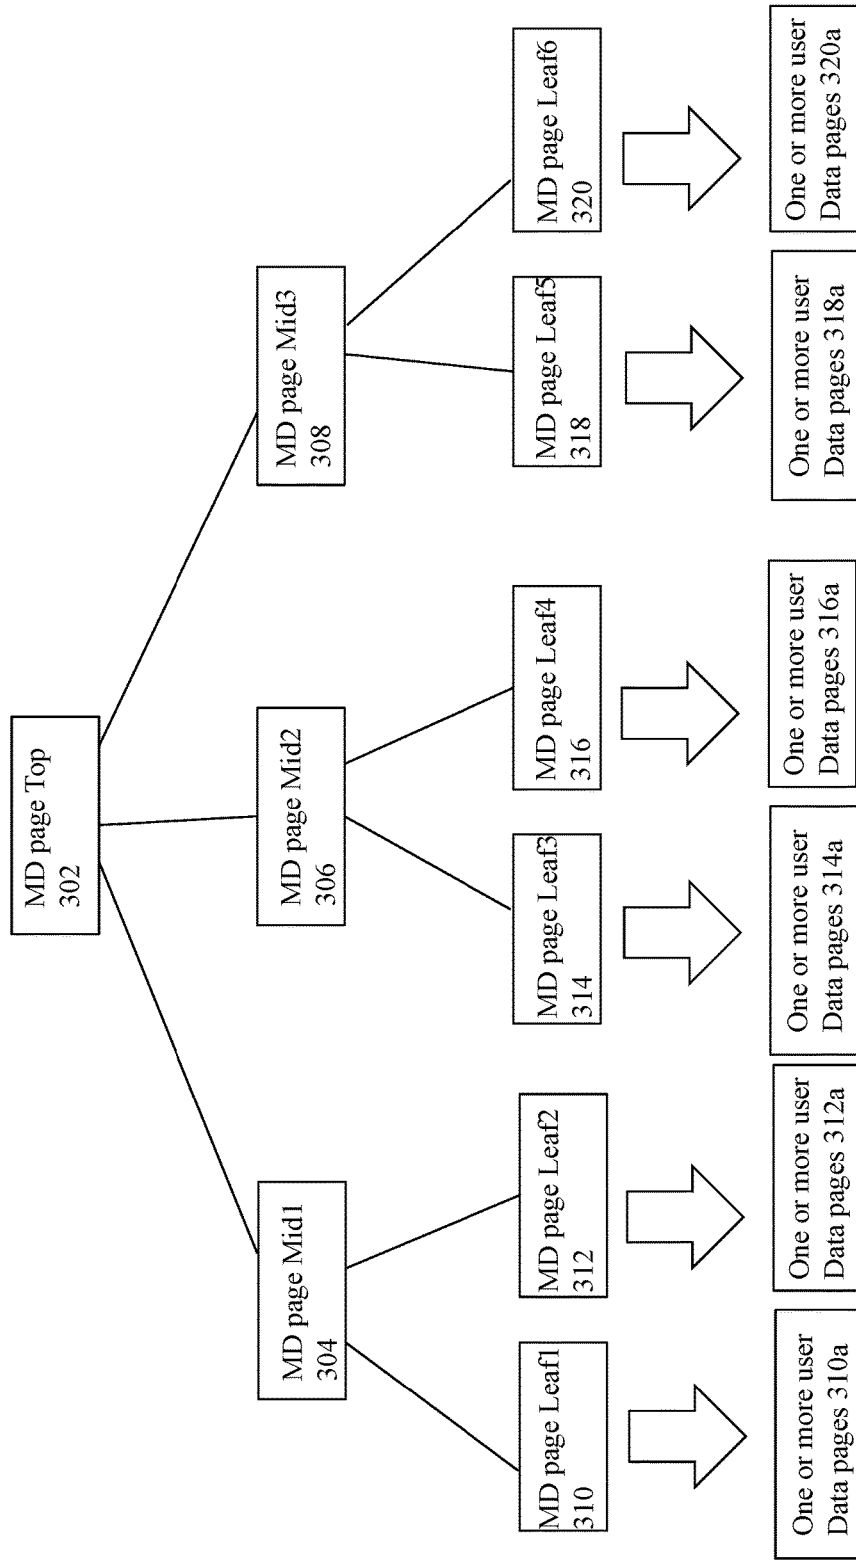 MD page Top
302
MD page Mid1
304
MD page Mid2
306
MD page Mid3
308
MD page Leaf1
310
MD page Leaf2
312
MD page Leaf3
314
MD page Leaf4
316
MD page Leaf5
318
MD page Leaf6
320
One or more user
Data pages 310a
One or more user
Data pages 312a
One or more user
Data pages 314a
One or more user
Data pages 316a
One or more user
Data pages 318a
One or more user
Data pages 320a